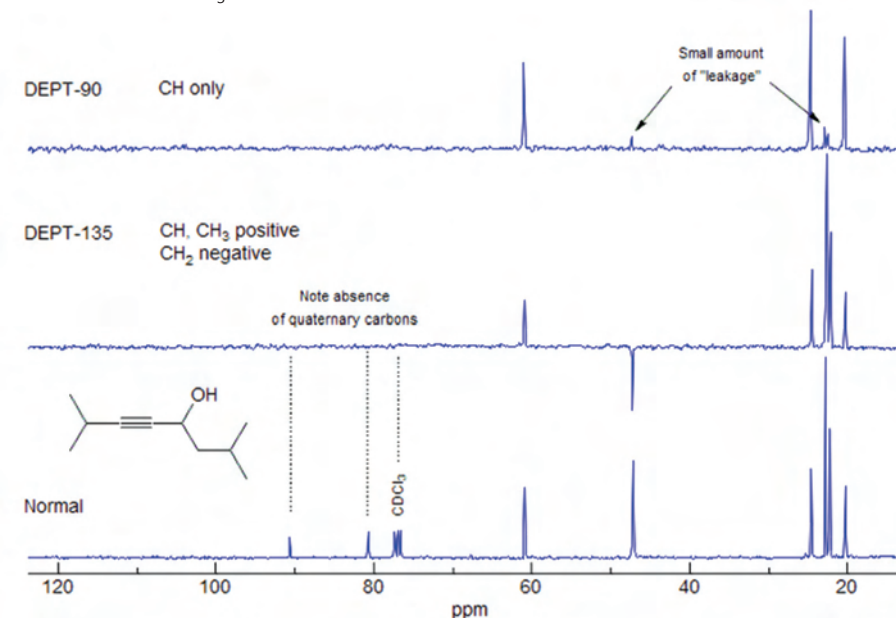 DEPT-90 CH only
Small amount
of "leakage"
DEPT-135 CH, CH₃ positive
CH₂ negative
Note absence
of quaternary carbons
OH
CDCl₃
Normal
120 100 80 60 40 20
ppm